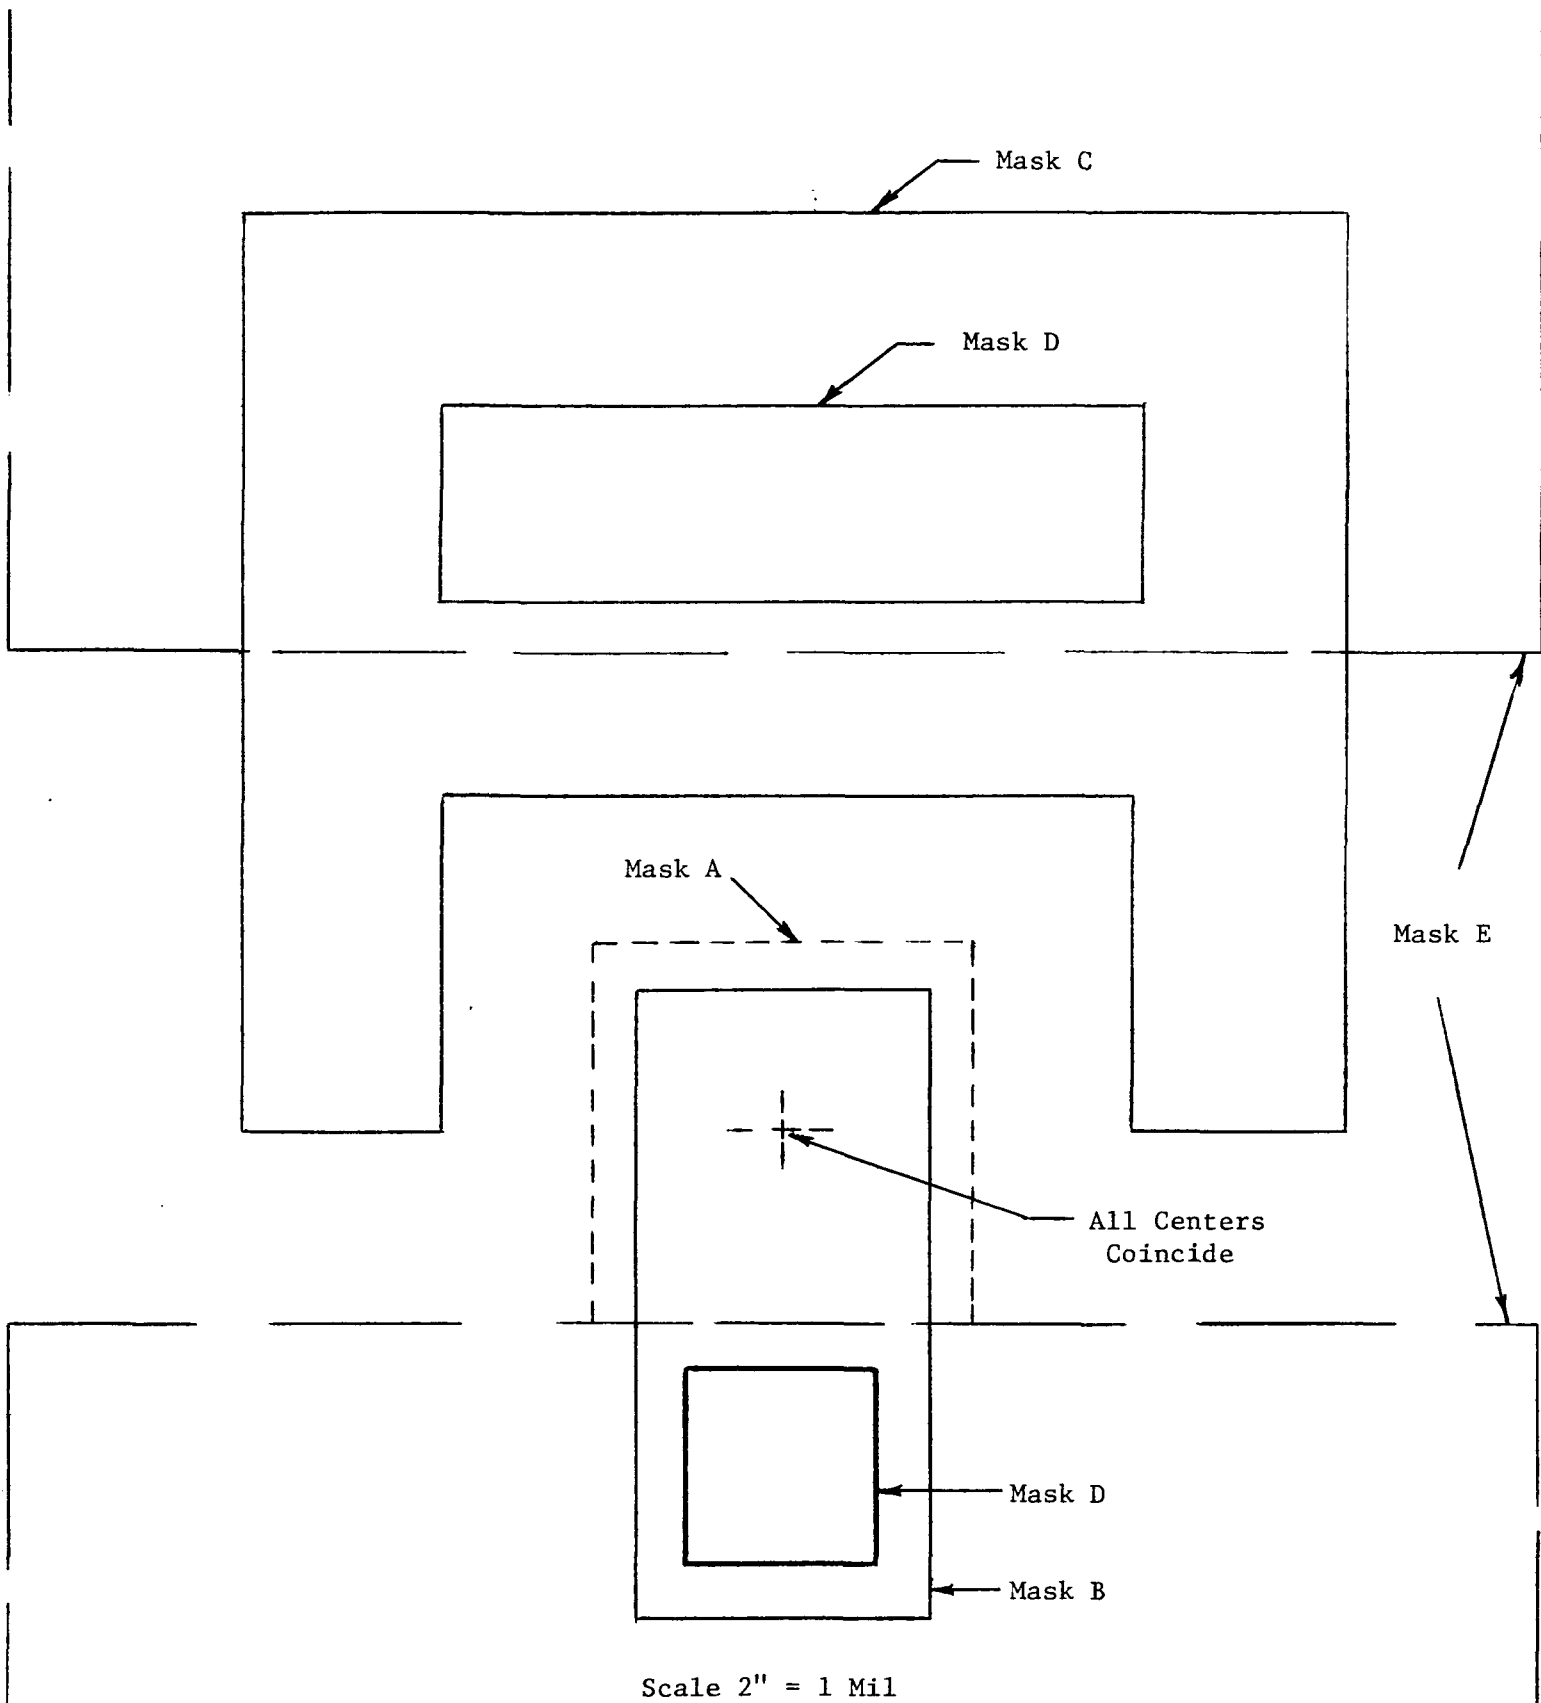 Mask C
Mask D
Mask A
Mask E
All Centers
Coincide
Mask D
Mask B
Scale 2" = 1 Mil